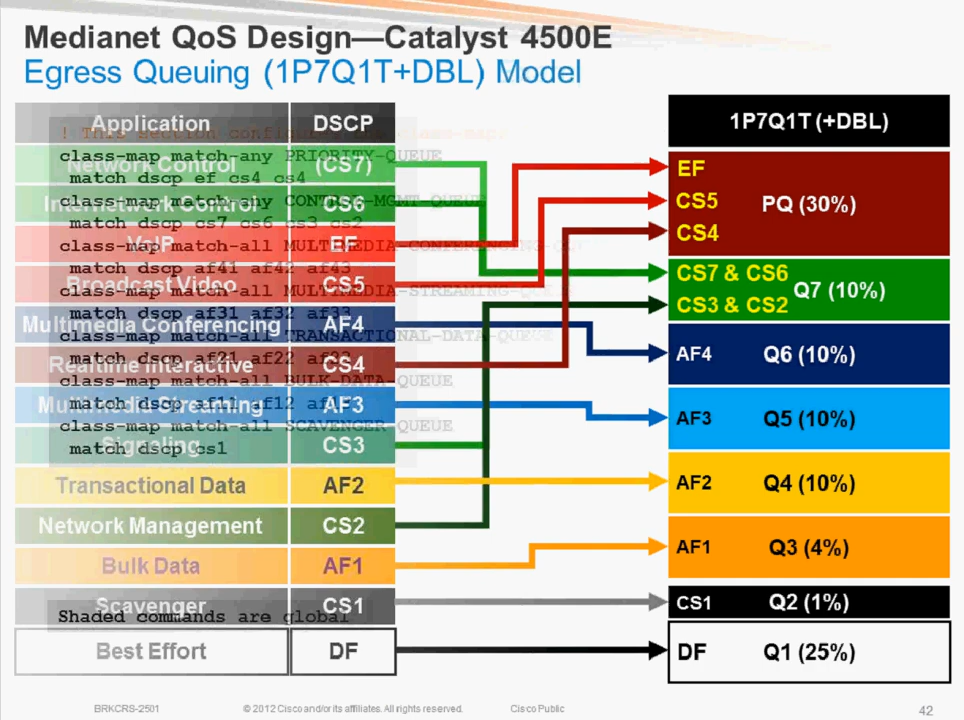 Medianet QoS Design—Catalyst 4500E
Egress Queuing (1P7Q1T+DBL) Model
Application DSCP
Network Control (CS7)
Internetwork Control CS6
VoIP EF
Broadcast Video CS5
Multimedia Conferencing AF4
Realtime Interactive CS4
Multimedia Streaming AF3
Signaling CS3
Transactional Data AF2
Network Management CS2
Bulk Data AF1
Scavenger CS1
Best Effort DF
! This section configures the class-maps
class-map match-any PRIORITY-QUEUE
match dscp ef cs4 cs4
class-map match-any CONTROL-MGMT-QUEUE
match dscp cs7 cs6 cs3 cs2
class-map match-all MULTIMEDIA-CONFERENCING-QUEUE
match dscp af41 af42 af43
class-map match-all MULTIMEDIA-STREAMING-QUEUE
match dscp af31 af32 af33
class-map match-all TRANSACTIONAL-DATA-QUEUE
match dscp af21 af22
class-map match-all BULK-DATA-QUEUE
match dscp af11 af12
class-map match-all SCAVENGER-QUEUE
match dscp cs1
Shaded commands are global
1P7Q1T (+DBL)
EF
CS5 PQ (30%)
CS4
CS7 & CS6
Q7 (10%)
CS3 & CS2
AF4 Q6 (10%)
AF3 Q5 (10%)
AF2 Q4 (10%)
AF1 Q3 (4%)
CS1 Q2 (1%)
DF Q1 (25%)
BRKCRS-2501 © 2012 Cisco and/or its affiliates. All rights reserved. Cisco Public 42